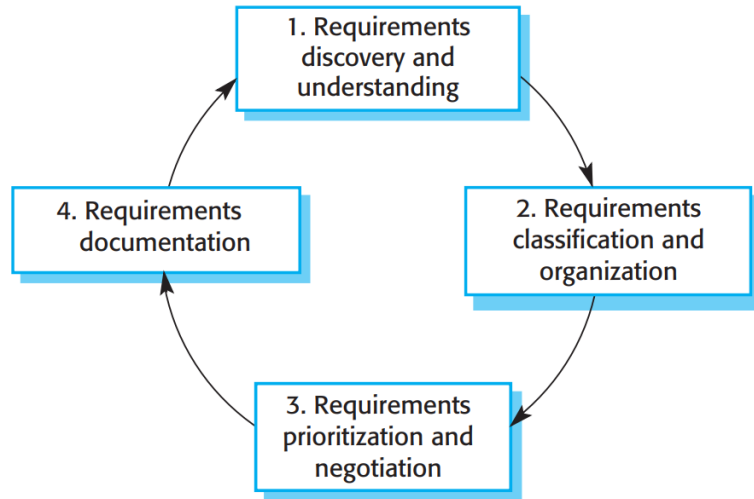 1. Requirements
discovery and
understanding
2. Requirements
classification and
organization
3. Requirements
prioritization and
negotiation
4. Requirements
documentation